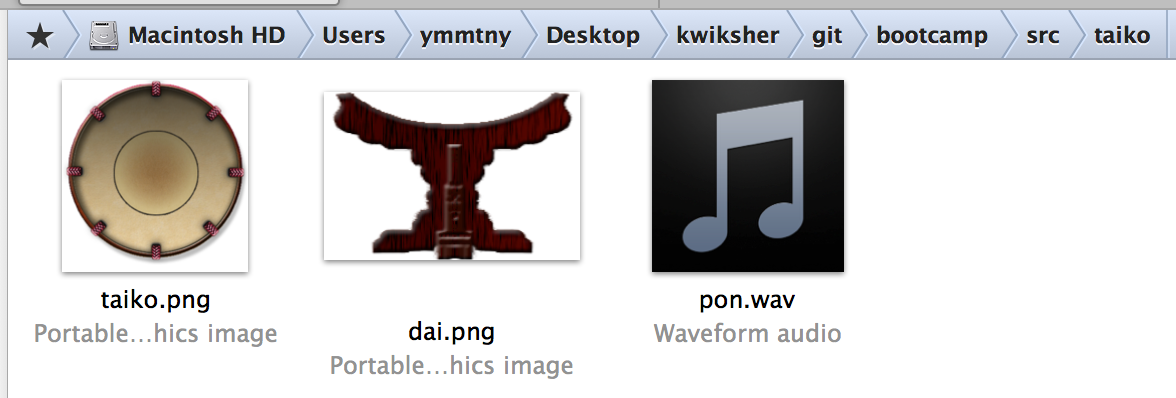 Macintosh HD Users ymmtny Desktop kwiksher git bootcamp src taiko
taiko.png
Portable...hics image
dai.png
Portable...hics image
pon.wav
Waveform audio